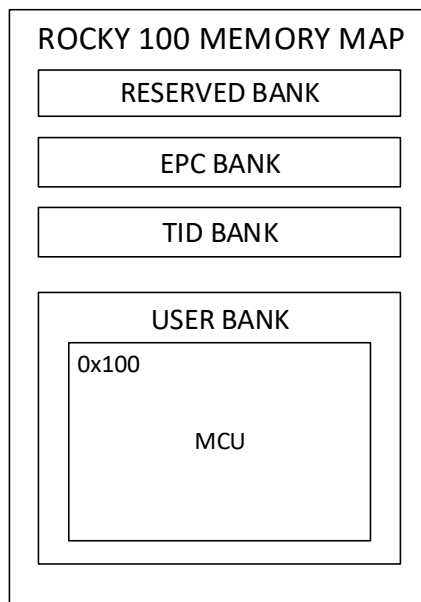 ROCKY 100 MEMORY MAP
RESERVED BANK
EPC BANK
TID BANK
USER BANK
0x100
MCU